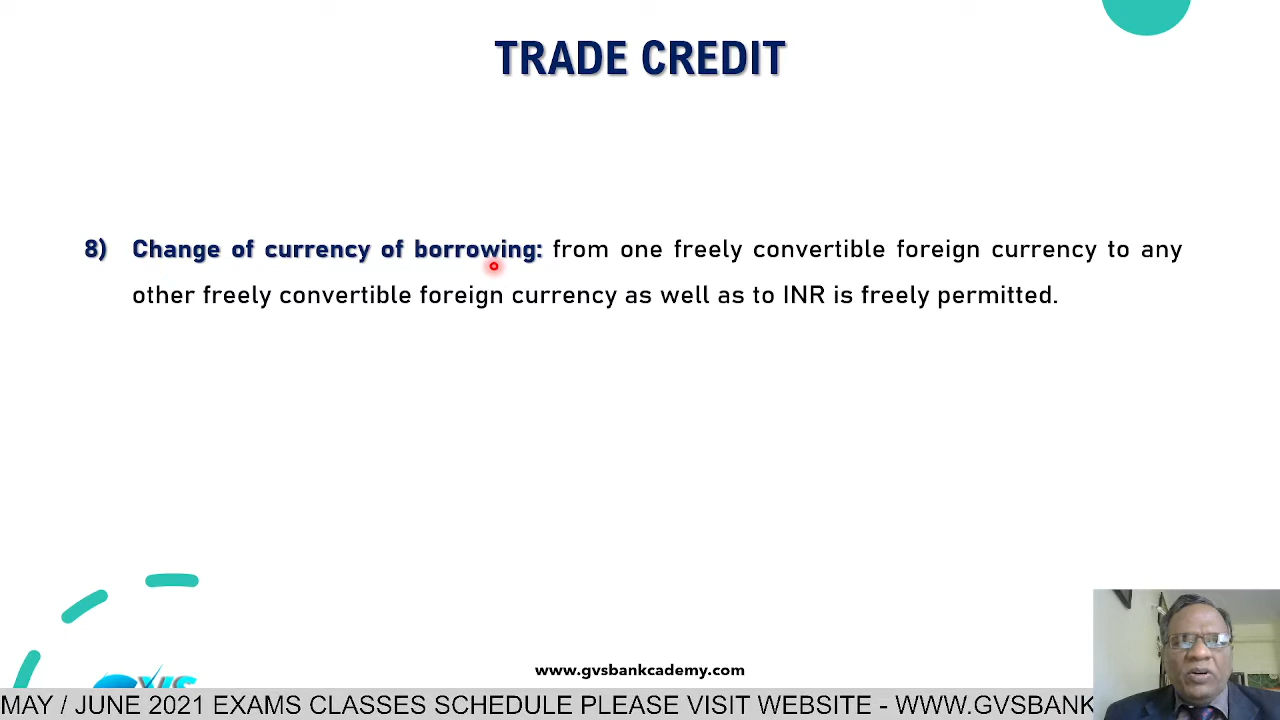 TRADE CREDIT
8) Change of currency of borrowing: from one freely convertible foreign currency to any
other freely convertible foreign currency as well as to INR is freely permitted.
GVS
www.gvsbankcademy.com
MAY / JUNE 2021 EXAMS CLASSES SCHEDULE PLEASE VISIT WEBSITE - WWW.GVSBANK